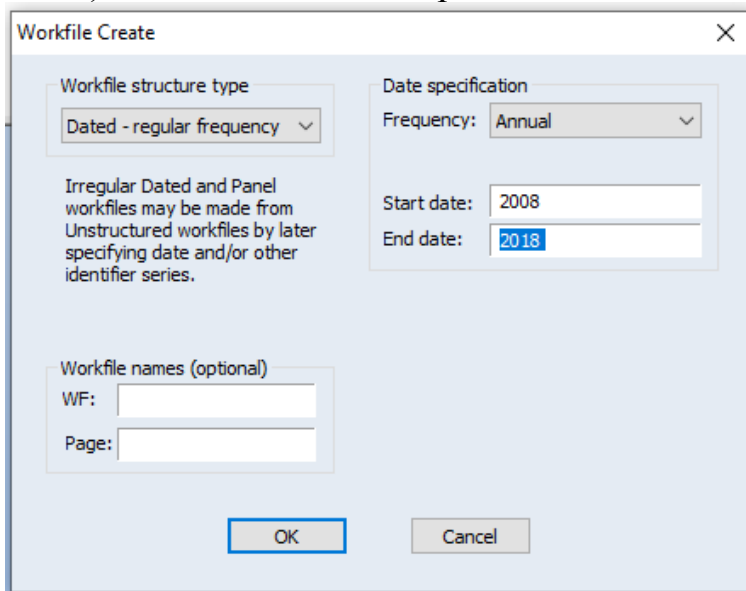 Workfile Create
Workfile structure type
Dated - regular frequency
Irregular Dated and Panel
workfiles may be made from
Unstructured workfiles by later
specifying date and/or other
identifier series.
Date specification
Frequency: Annual
Start date: 2008
End date: 2018
Workfile names (optional)
WF:
Page:
OK Cancel